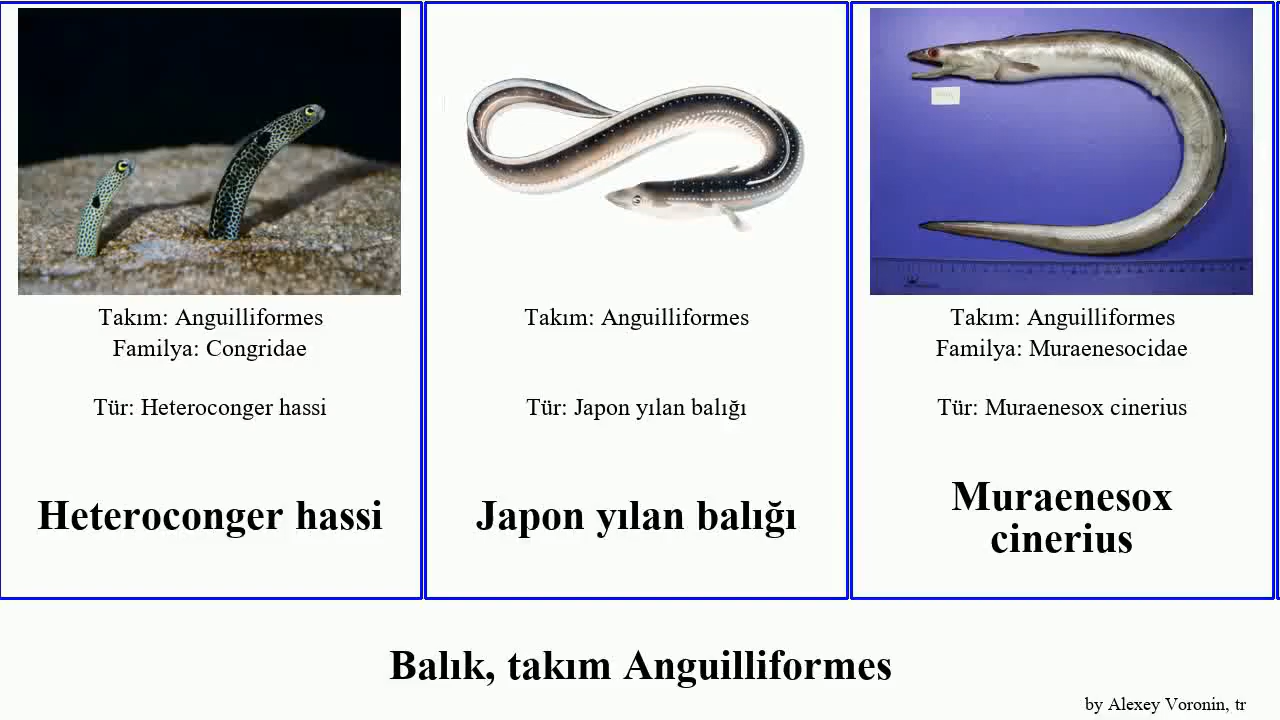 Takım: Anguilliformes
Familya: Congridae
Tür: Heteroconger hassi
Heteroconger hassi
Takım: Anguilliformes
Tür: Japon yılan balığı
Japon yılan balığı
Takım: Anguilliformes
Familya: Muraenesocidae
Tür: Muraenesox cinerius
Muraenesox
cinerius
Balık, takım Anguilliformes
by Alexey Voronin, tr